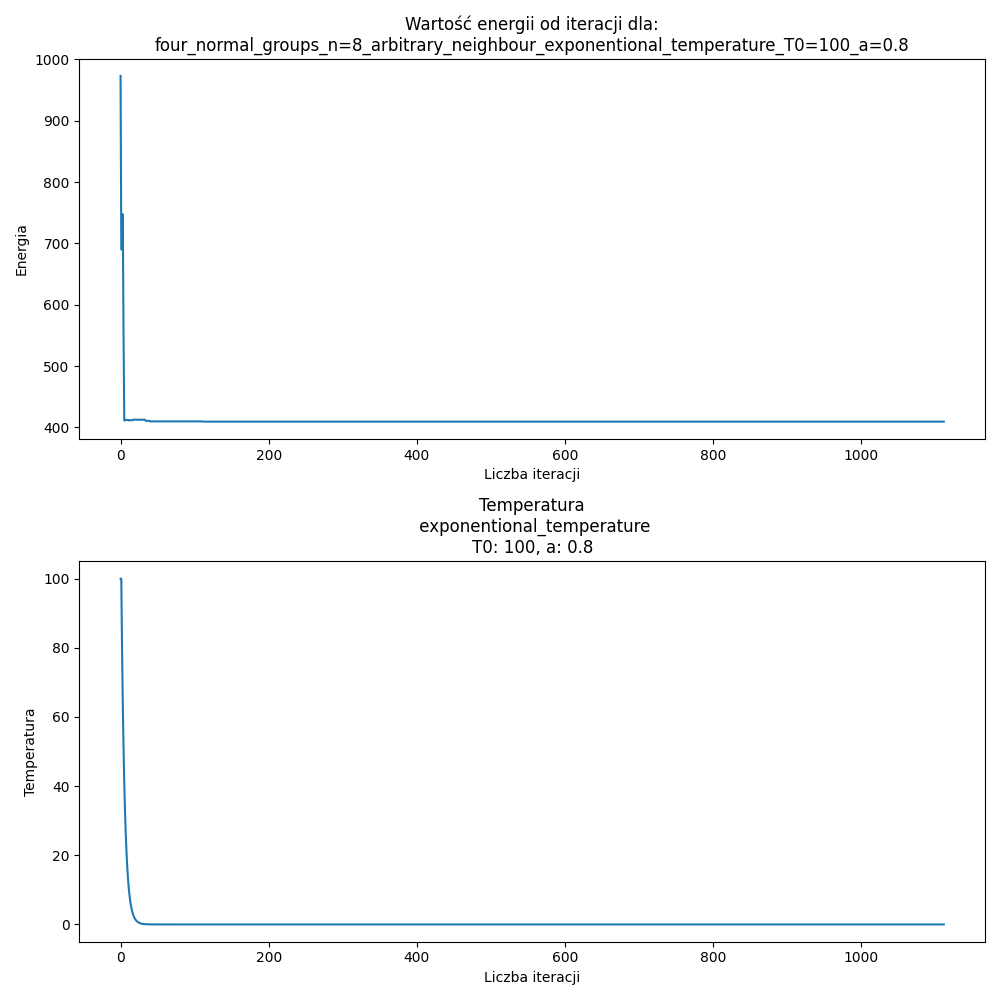 Wartość energii od iteracji dla:
four_normal_groups_n=8_arbitrary_neighbour_exponentional_temperature_T0=100_a=0.8
1000
900
800
700
600
500
400
Energia
0 200 400 600 800 1000
Liczba iteracji
Temperatura
exponentional_temperature
T0: 100, a: 0.8
100
80
60
40
20
0
Temperatura
0 200 400 600 800 1000
Liczba iteracji